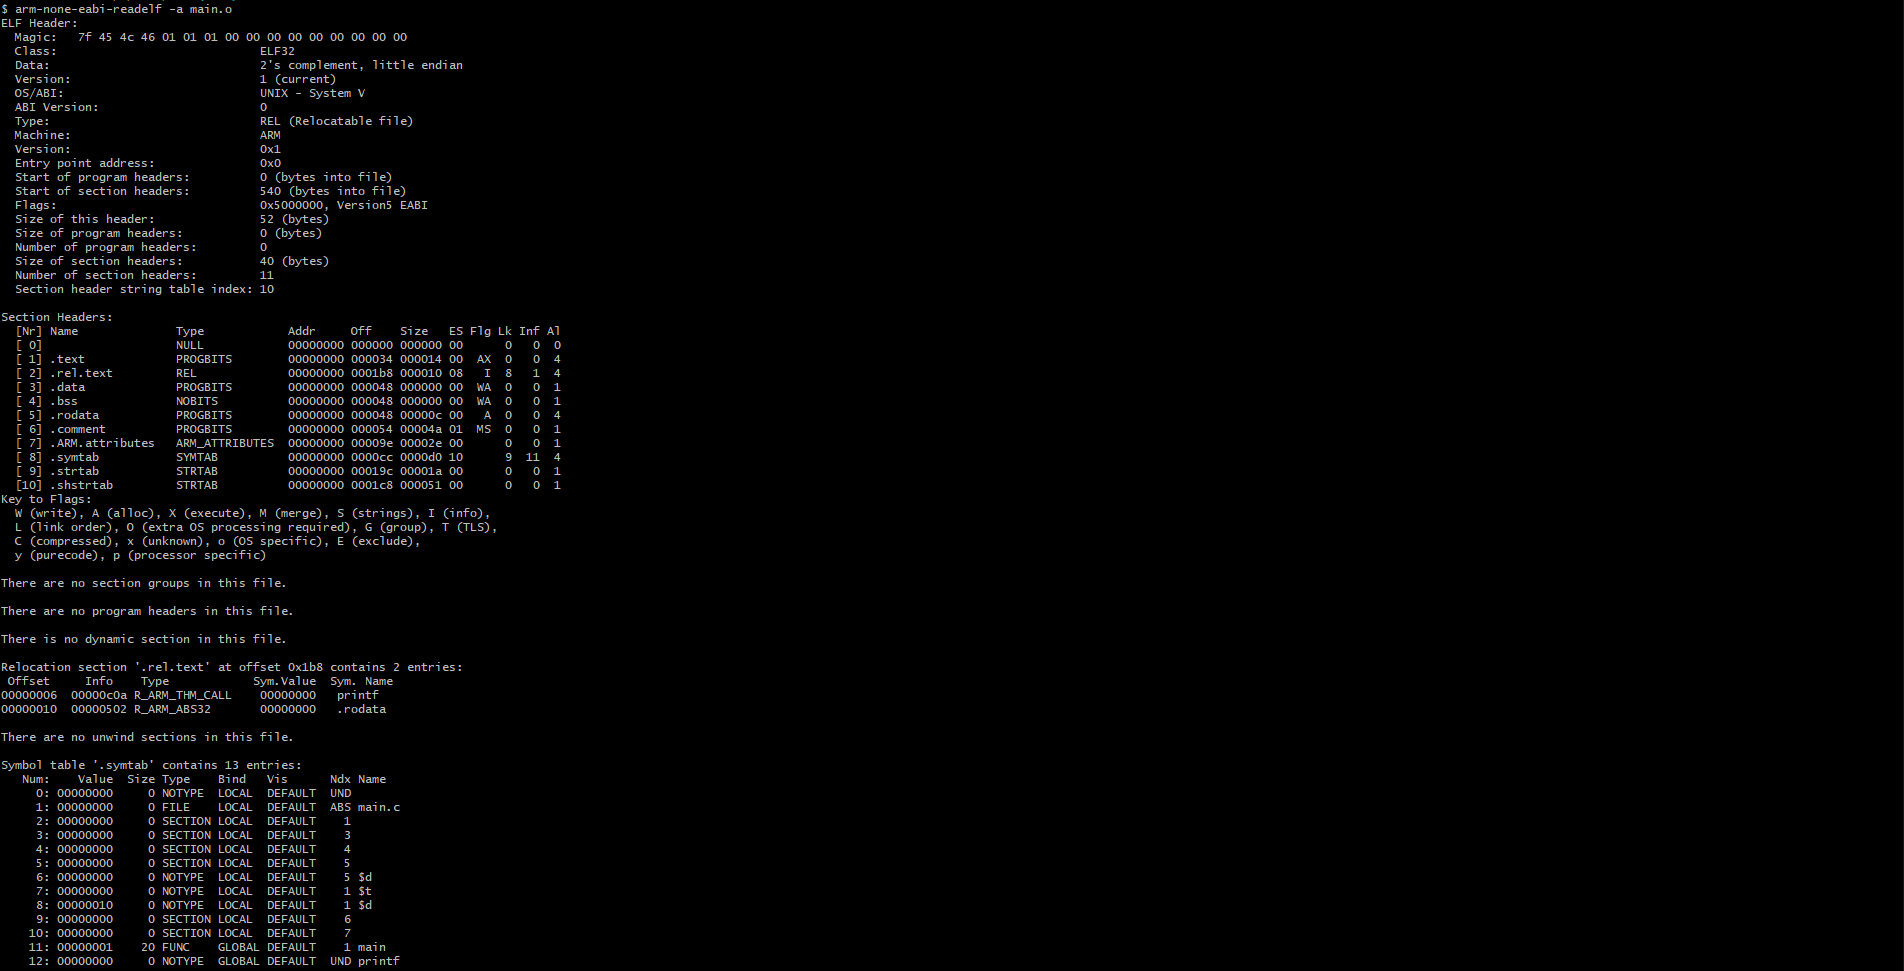 $ arm-none-eabi-readelf -a main.o
ELF Header:
  Magic:   7f 45 4c 46 01 01 01 00 00 00 00 00 00 00 00 00
  Class:                             ELF32
  Data:                              2's complement, little endian
  Version:                           1 (current)
  OS/ABI:                            UNIX - System V
  ABI Version:                       0
  Type:                              REL (Relocatable file)
  Machine:                           ARM
  Version:                           0x1
  Entry point address:               0x0
  Start of program headers:          0 (bytes into file)
  Start of section headers:          540 (bytes into file)
  Flags:                             0x5000000, Version5 EABI
  Size of this header:               52 (bytes)
  Size of program headers:           0 (bytes)
  Number of program headers:         0
  Size of section headers:           40 (bytes)
  Number of section headers:         11
  Section header string table index: 10

Section Headers:
  [Nr] Name              Type            Addr     Off    Size   ES Flg Lk Inf Al
  [ 0]                   NULL            00000000 000000 000000 00      0   0  0
  [ 1] .text             PROGBITS        00000000 000034 000014 00  AX  0   0  4
  [ 2] .rel.text         REL             00000000 0001b8 000010 08   I  8   1  4
  [ 3] .data             PROGBITS        00000000 000048 000000 00  WA  0   0  1
  [ 4] .bss              NOBITS          00000000 000048 000000 00  WA  0   0  1
  [ 5] .rodata           PROGBITS        00000000 000048 00000c 00   A  0   0  4
  [ 6] .comment          PROGBITS        00000000 000054 00004a 01  MS  0   0  1
  [ 7] .ARM.attributes   ARM_ATTRIBUTES  00000000 00009e 00002e 00      0   0  1
  [ 8] .symtab           SYMTAB          00000000 0000cc 0000d0 10      9  11  4
  [ 9] .strtab           STRTAB          00000000 00019c 00001a 00      0   0  1
  [10] .shstrtab         STRTAB          00000000 0001c8 000051 00      0   0  1
Key to Flags:
  W (write), A (alloc), X (execute), M (merge), S (strings), I (info),
  L (link order), O (extra OS processing required), G (group), T (TLS),
  C (compressed), x (unknown), o (OS specific), E (exclude),
  y (purecode), p (processor specific)

There are no section groups in this file.

There are no program headers in this file.

There is no dynamic section in this file.

Relocation section '.rel.text' at offset 0x1b8 contains 2 entries:
 Offset     Info    Type            Sym.Value  Sym. Name
00000006  00000c0a R_ARM_THM_CALL    00000000   printf
00000010  00000502 R_ARM_ABS32       00000000   .rodata

There are no unwind sections in this file.

Symbol table '.symtab' contains 13 entries:
   Num:    Value  Size Type    Bind   Vis      Ndx Name
     0: 00000000     0 NOTYPE  LOCAL  DEFAULT  UND
     1: 00000000     0 FILE    LOCAL  DEFAULT  ABS main.c
     2: 00000000     0 SECTION LOCAL  DEFAULT    1
     3: 00000000     0 SECTION LOCAL  DEFAULT    3
     4: 00000000     0 SECTION LOCAL  DEFAULT    4
     5: 00000000     0 SECTION LOCAL  DEFAULT    5
     6: 00000000     0 NOTYPE  LOCAL  DEFAULT    5 $d
     7: 00000000     0 NOTYPE  LOCAL  DEFAULT    1 $t
     8: 00000010     0 NOTYPE  LOCAL  DEFAULT    1 $d
     9: 00000000     0 SECTION LOCAL  DEFAULT    6
    10: 00000000     0 SECTION LOCAL  DEFAULT    7
    11: 00000001    20 FUNC    GLOBAL DEFAULT    1 main
    12: 00000000     0 NOTYPE  GLOBAL DEFAULT  UND printf